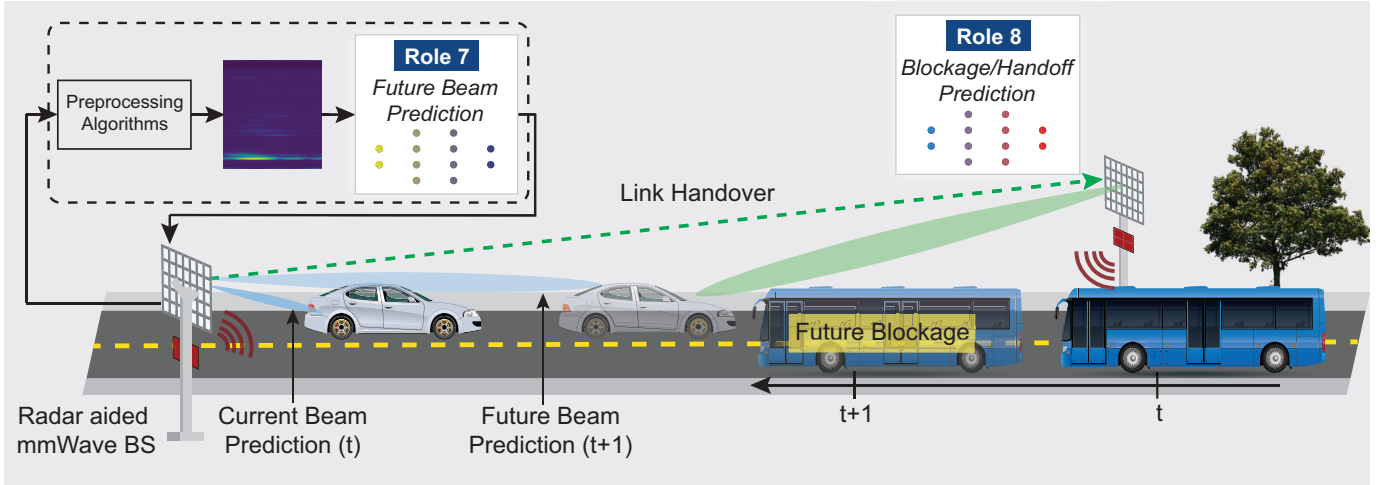 Role 7
Future Beam
Prediction
Preprocessing
Algorithms
Role 8
Blockage/Handoff
Prediction
Link Handover
Future Blockage
Radar aided
mmWave BS
Current Beam
Prediction (t)
Future Beam
Prediction (t+1)
t+1
t